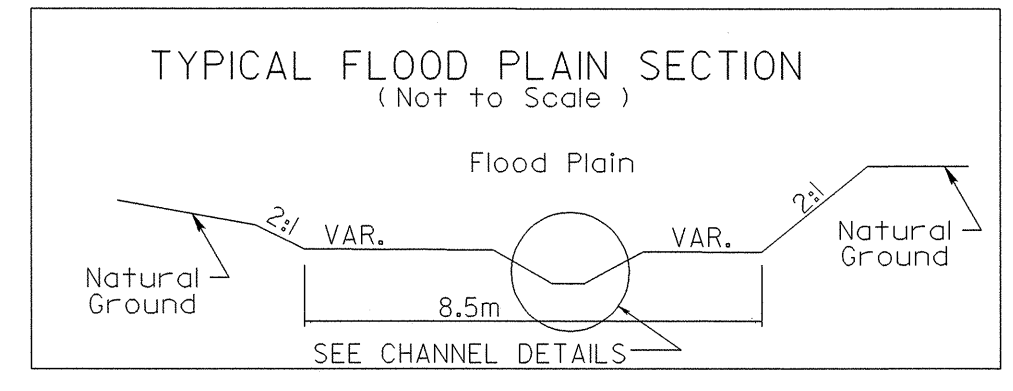 TYPICAL FLOOD PLAIN SECTION
(Not to Scale)
Flood Plain
2:1
VAR.
VAR.
2:1
Natural
Ground
Natural
Ground
8.5m
SEE CHANNEL DETAILS